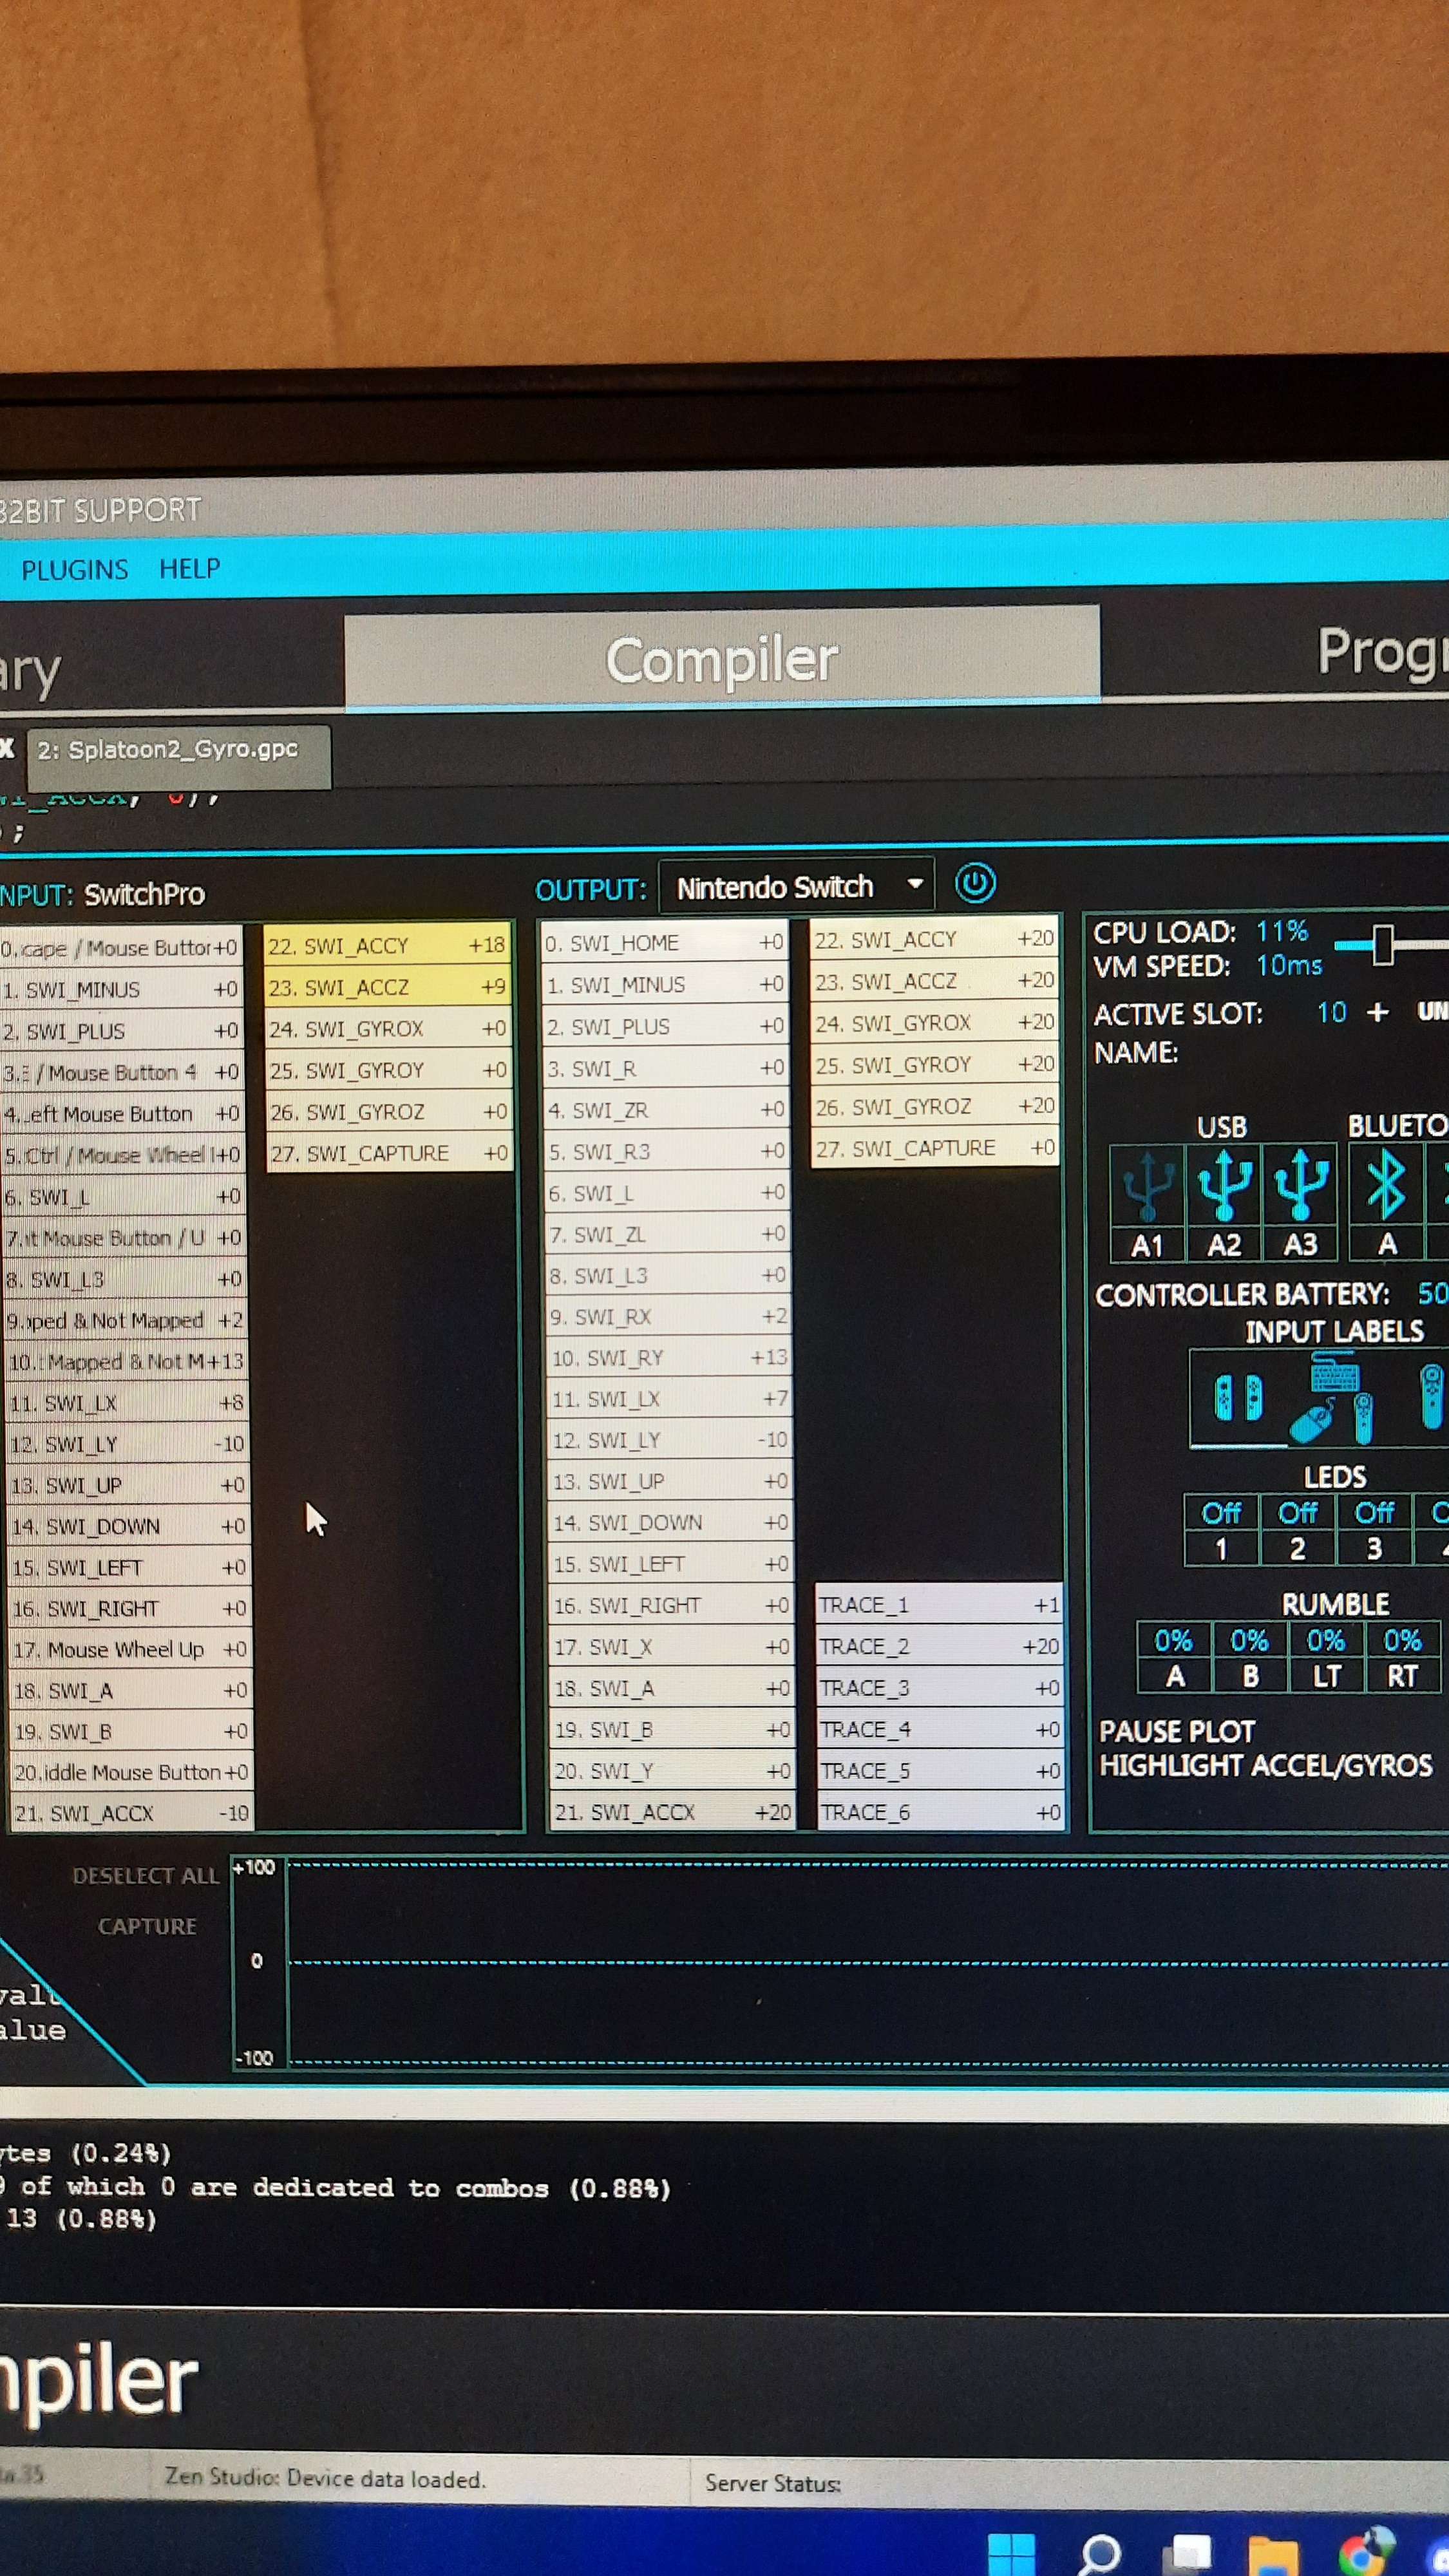 32BIT SUPPORT
PLUGINS HELP
ary
Compiler
Progr
X 2: Splatoon2_Gyro.gpc
;
NPUT: SwitchPro
0. cape / Mouse Button +0
1. SWI_MINUS +0
2. SWI_PLUS +0
3. / Mouse Button 4 +0
4. eft Mouse Button +0
5. Ctrl / Mouse Wheel +0
6. SWI_L +0
7. t Mouse Button / U +0
8. SWI_L3 +0
9. ped & Not Mapped +2
10. Mapped & Not M +13
11. SWI_LX +8
12. SWI_LY -10
13. SWI_UP +0
14. SWI_DOWN +0
15. SWI_LEFT +0
16. SWI_RIGHT +0
17. Mouse Wheel Up +0
18. SWI_A +0
19. SWI_B +0
20. iddle Mouse Button +0
21. SWI_ACCX -10
22. SWI_ACCY +18
23. SWI_ACCZ +9
24. SWI_GYROX +0
25. SWI_GYROY +0
26. SWI_GYROZ +0
27. SWI_CAPTURE +0
OUTPUT: Nintendo Switch
0. SWI_HOME +0
1. SWI_MINUS +0
2. SWI_PLUS +0
3. SWI_R +0
4. SWI_ZR +0
5. SWI_R3 +0
6. SWI_L +0
7. SWI_ZL +0
8. SWI_L3 +0
9. SWI_RX +2
10. SWI_RY +13
11. SWI_LX +7
12. SWI_LY -10
13. SWI_UP +0
14. SWI_DOWN +0
15. SWI_LEFT +0
16. SWI_RIGHT +0
17. SWI_X +0
18. SWI_A +0
19. SWI_B +0
20. SWI_Y +0
21. SWI_ACCX +20
22. SWI_ACCY +20
23. SWI_ACCZ +20
24. SWI_GYROX +20
25. SWI_GYROY +20
26. SWI_GYROZ +20
27. SWI_CAPTURE +0
TRACE_1 +1
TRACE_2 +20
TRACE_3 +0
TRACE_4 +0
TRACE_5 +0
TRACE_6 +0
CPU LOAD: 11%
VM SPEED: 10ms
ACTIVE SLOT: 10 + UN
NAME:
USB BLUETO
A1 A2 A3 A
CONTROLLER BATTERY: 50
INPUT LABELS
LEDS
Off Off Off
1 2 3
RUMBLE
0% 0% 0% 0%
A B LT RT
PAUSE PLOT
HIGHLIGHT ACCEL/GYROS
DESELECT ALL
CAPTURE
+100
0
-100
valu
alue
ytes (0.24%)
9 of which 0 are dedicated to combos (0.88%)
13 (0.88%)
mpiler
Zen Studio: Device data loaded.
Server Status: